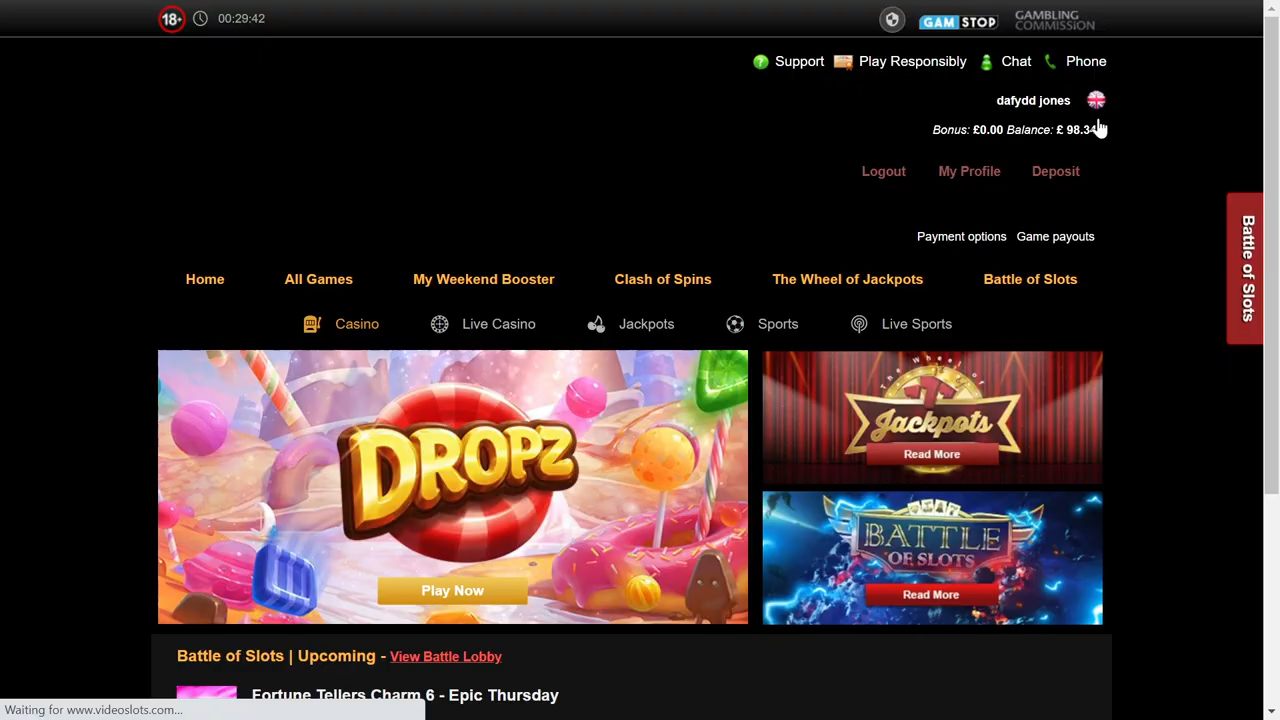 18+ 00:29:42 GAMSTOP GAMBLING COMMISSION
Support Play Responsibly Chat Phone
dafydd jones
Bonus: £0.00 Balance: £ 98.34
Logout My Profile Deposit
Payment options Game payouts
Battle of Slots
Home All Games My Weekend Booster Clash of Spins The Wheel of Jackpots Battle of Slots
Casino Live Casino Jackpots Sports Live Sports
DROPZ
Play Now
The Wheel of
Jackpots
Read More
BATTLE
OF SLOTS
Read More
Battle of Slots | Upcoming - View Battle Lobby
Fortune Tellers Charm 6 - Epic Thursday
Waiting for www.videoslots.com...